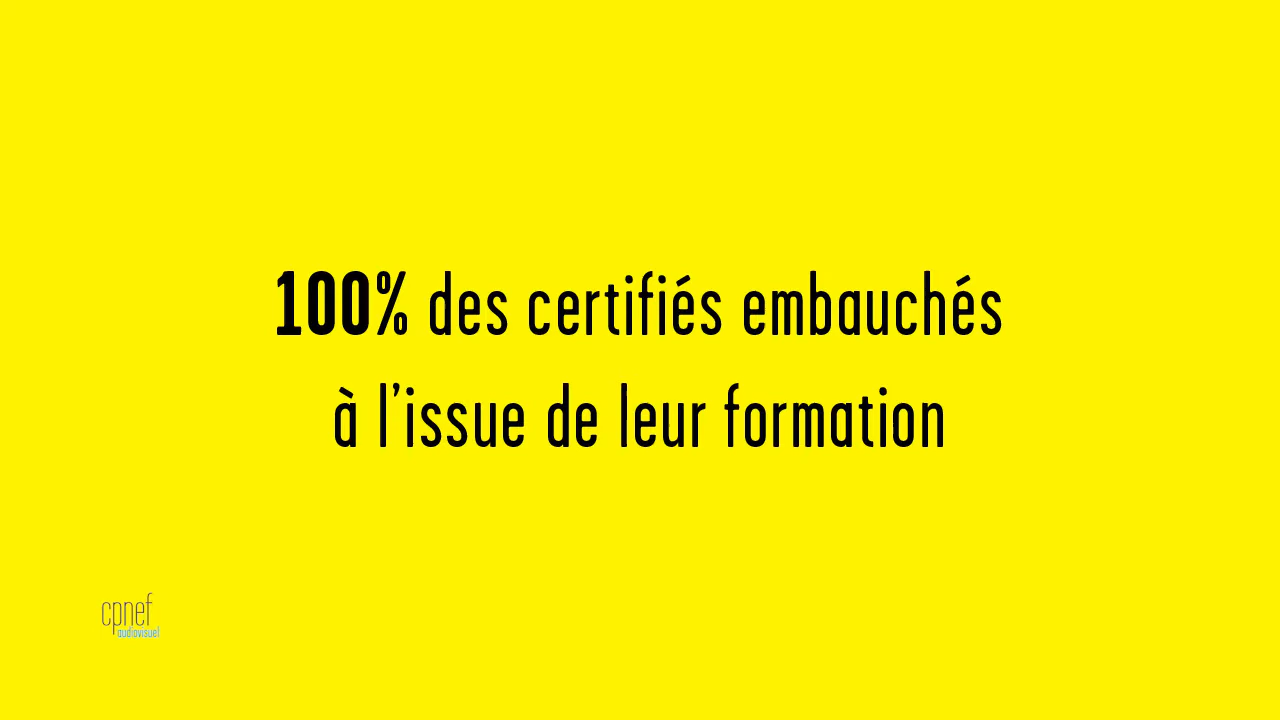 100% des certifiés embauchés
à l'issue de leur formation
cpnef
audiovisuel